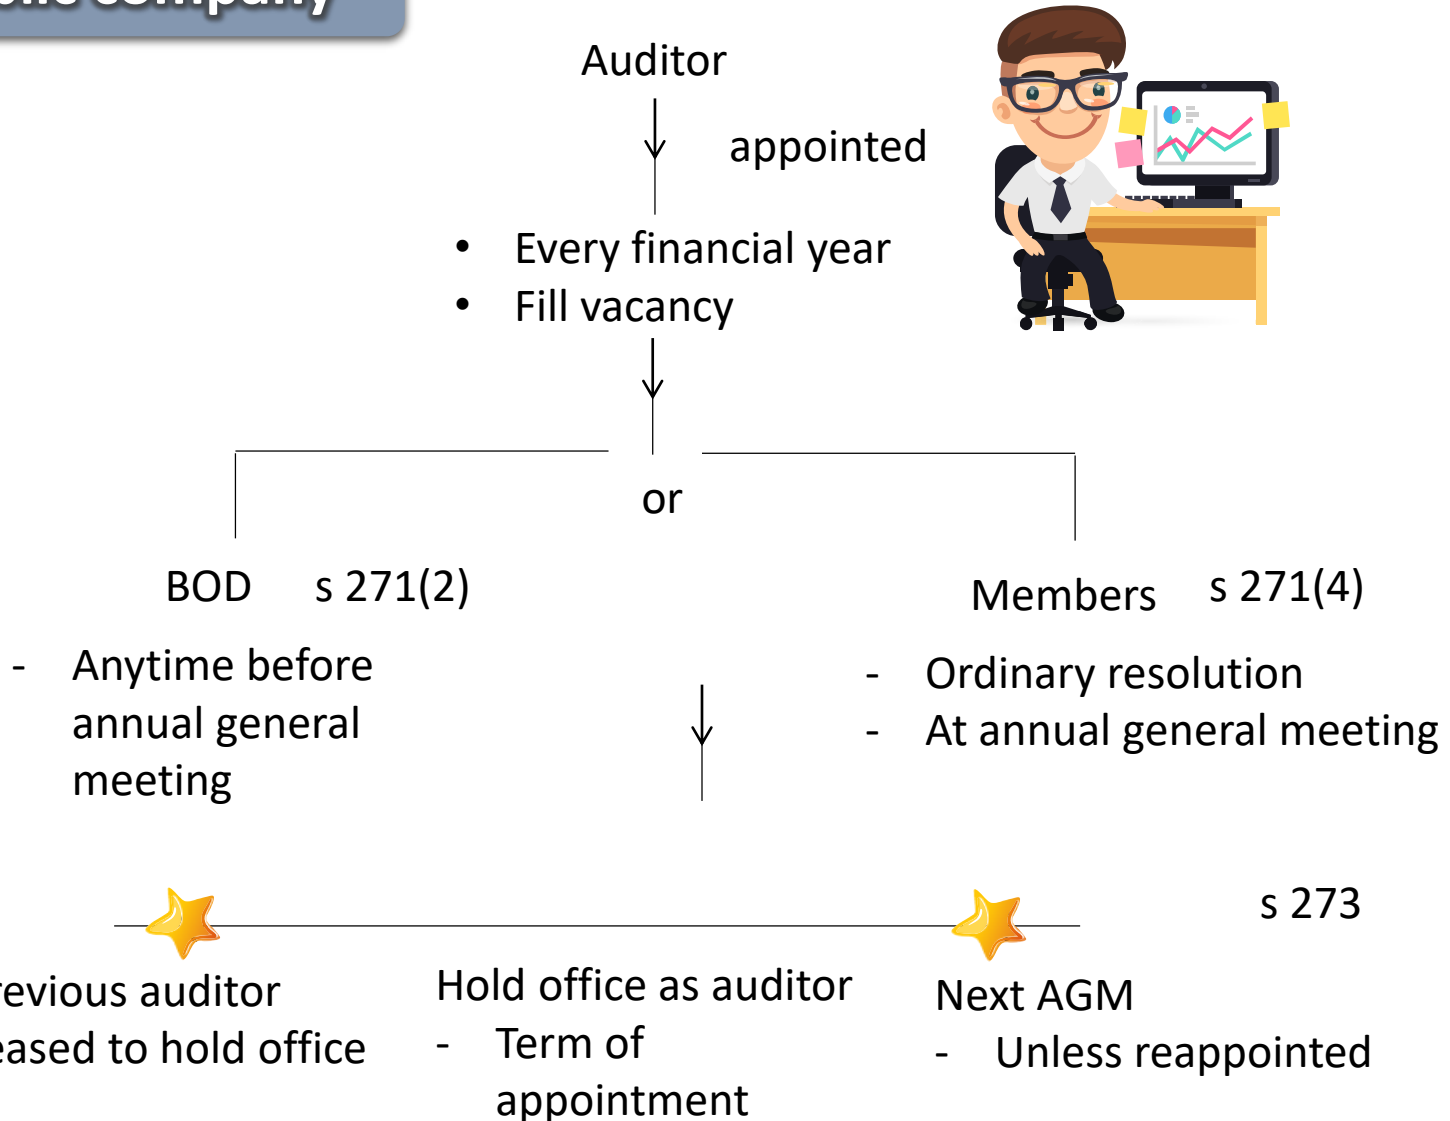 company
Auditor
appointed
• Every financial year
• Fill vacancy
or
BOD s 271(2)
Members s 271(4)
- Anytime before
annual general
meeting
- Ordinary resolution
- At annual general meeting
s 273
auditor
to hold office
Hold office as auditor
- Term of
appointment
Next AGM
- Unless reappointed